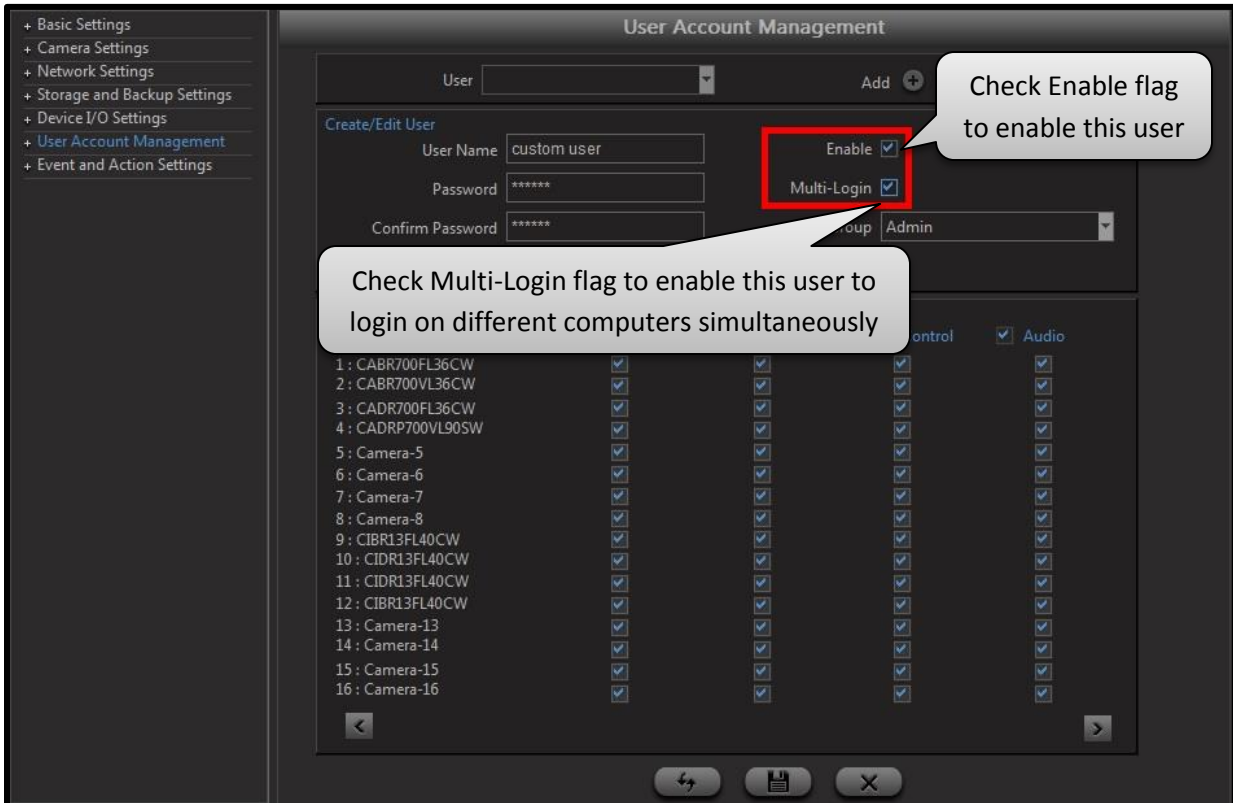 + Basic Settings
+ Camera Settings
+ Network Settings
+ Storage and Backup Settings
+ Device I/O Settings
+ User Account Management
+ Event and Action Settings
User Account Management
User
Add
Check Enable flag
to enable this user
Create/Edit User
User Name custom user
Enable
Password ******
Multi-Login
Confirm Password ******
Admin
Check Multi-Login flag to enable this user to
login on different computers simultaneously
Audio
1 : CABR700FL36CW
2 : CABR700VL36CW
3 : CADR700FL36CW
4 : CADRP700VL90SW
5 : Camera-5
6 : Camera-6
7 : Camera-7
8 : Camera-8
9 : CIBR13FL40CW
10 : CIDR13FL40CW
11 : CIDR13FL40CW
12 : CIBR13FL40CW
13 : Camera-13
14 : Camera-14
15 : Camera-15
16 : Camera-16